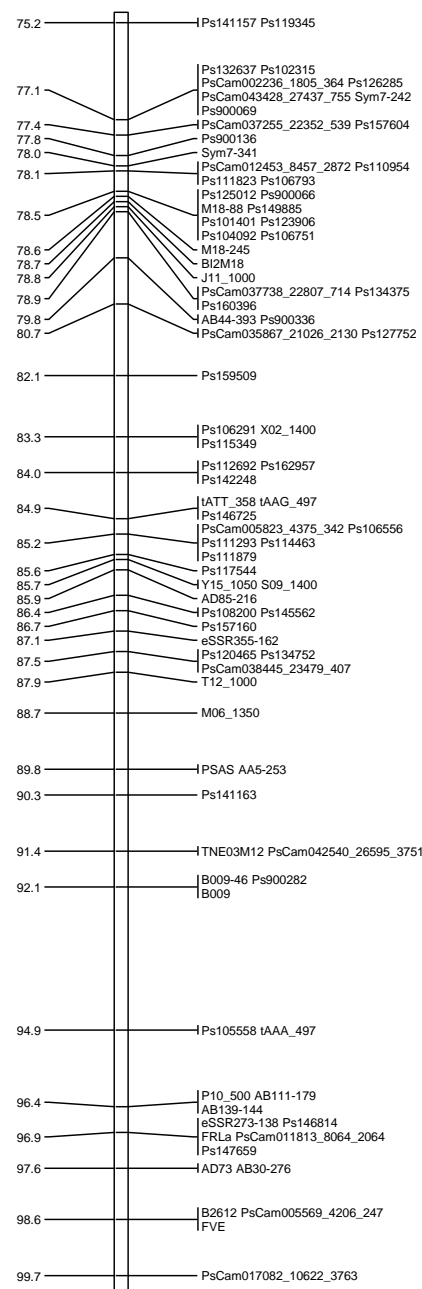 75.2 Ps141157 Ps119345
Ps132637 Ps102315
PsCam002236_1805_364 Ps126285
77.1 PsCam043428_27437_755 Sym7-242
Ps900069
77.4 PsCam037255_22352_539 Ps157604
77.8 Ps900136
78.0 Sym7-341
78.1 PsCam012453_8457_2872 Ps110954
Ps111823 Ps106793
Ps125012 Ps900066
78.5 M18-88 Ps149885
Ps101401 Ps123906
Ps104092 Ps106751
78.6 M18-245
78.7 BI2M18
78.8 J11_1000
78.9 PsCam037738_22807_714 Ps134375
Ps160396
79.8 AB44-393 Ps900336
80.7 PsCam035867_21026_2130 Ps127752
82.1 Ps159509
83.3 Ps106291 X02_1400
Ps115349
84.0 Ps112692 Ps162957
Ps142248
84.9 tATT_358 tAAG_497
Ps146725
PsCam005823_4375_342 Ps106556
85.2 Ps111293 Ps114463
Ps111879
85.6 Ps117544
85.7 Y15_1050 S09_1400
85.9 AD85-216
86.4 Ps108200 Ps145562
86.7 Ps157160
87.1 eSSR355-162
87.5 Ps120465 Ps134752
PsCam038445_23479_407
87.9 T12_1000
88.7 M06_1350
89.8 PSAS AA5-253
90.3 Ps141163
91.4 TNE03M12 PsCam042540_26595_3751
92.1 B009-46 Ps900282
B009
94.9 Ps105558 tAAA_497
96.4 P10_500 AB111-179
AB139-144
eSSR273-138 Ps146814
96.9 FRLa PsCam011813_8064_2064
Ps147659
97.6 AD73 AB30-276
98.6 B2612 PsCam005569_4206_247
FVE
99.7 PsCam017082_10622_3763